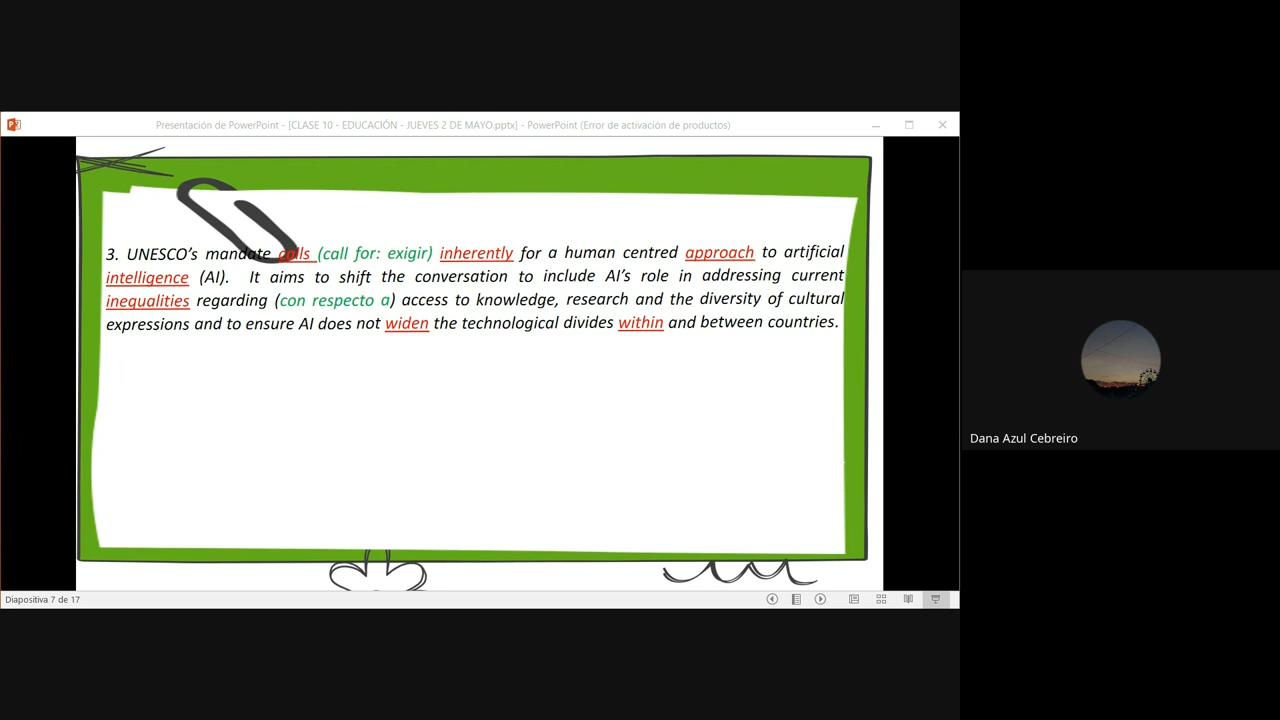 Presentación de PowerPoint - [CLASE 10 - EDUCACIÓN - JUEVES 2 DE MAYO.pptx] - PowerPoint (Error de activación de productos)
3. UNESCO's mandate calls (call for: exigir) inherently for a human centred approach to artificial
intelligence (AI). It aims to shift the conversation to include AI's role in addressing current
inequalities regarding (con respecto a) access to knowledge, research and the diversity of cultural
expressions and to ensure AI does not widen the technological divides within and between countries.
Dana Azul Cebreiro
Diapositiva 7 de 17